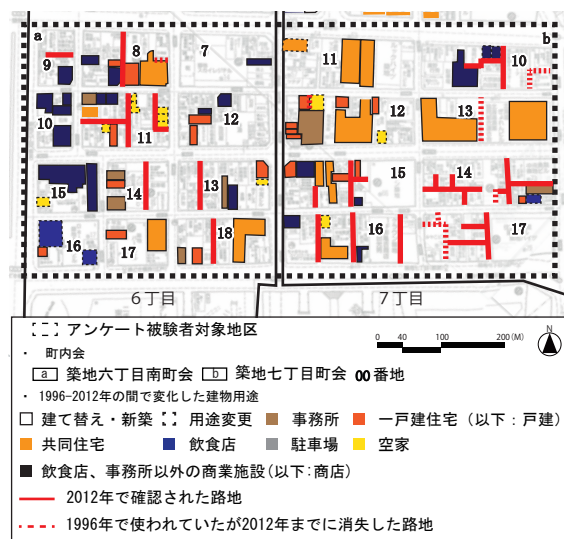 a
b
8
7
9
11
10
10
11
12
12
13
15
14
13
15
14
16
17
18
16
17
6丁目
7丁目
アンケート被験者対象地区
・ 町内会
0 40 100 200(M)
N
a 築地六丁目南町会 b 築地七丁目町会 00番地
・ 1996-2012年の間で変化した建物用途
建て替え・新築 用途変更 事務所 一戸建住宅(以下:戸建)
共同住宅 飲食店 駐車場 空家
飲食店、事務所以外の商業施設(以下:商店)
2012年で確認された路地
1996年で使われていたが2012年までに消失した路地